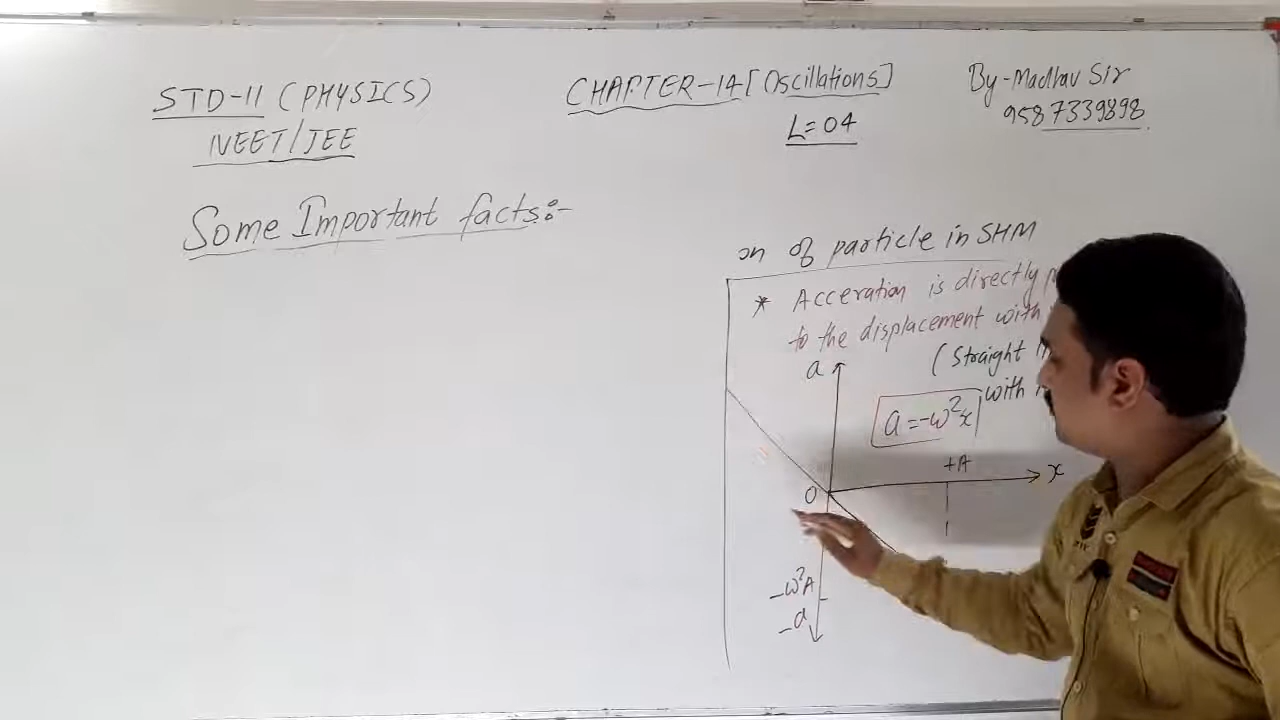 STD-11 (PHYSICS)
NEET/JEE
CHAPTER-14 [Oscillations]
L=04
By-Madhav Sir
9587339898
Some Important facts:-
on of particle in SHM
* Acceration is directly
to the displacement with
(Straight
with
a
a = -ω²x
+A
x
0
-ω²A
-a